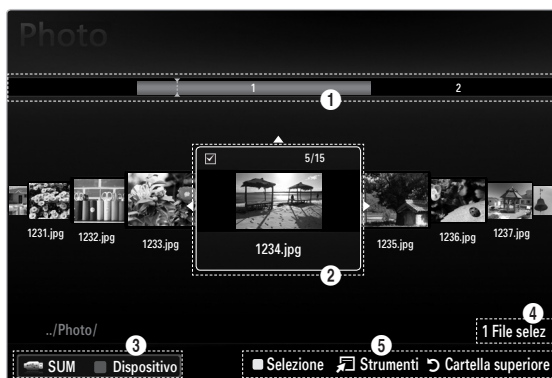 Photo
1 2
1
5/15
1231.jpg 1232.jpg 1233.jpg 1234.jpg 1235.jpg 1236.jpg 1237.jpg
2
../Photo/
4
1 File selez
3 5
SUM Dispositivo Selezione Strumenti Cartella superiore